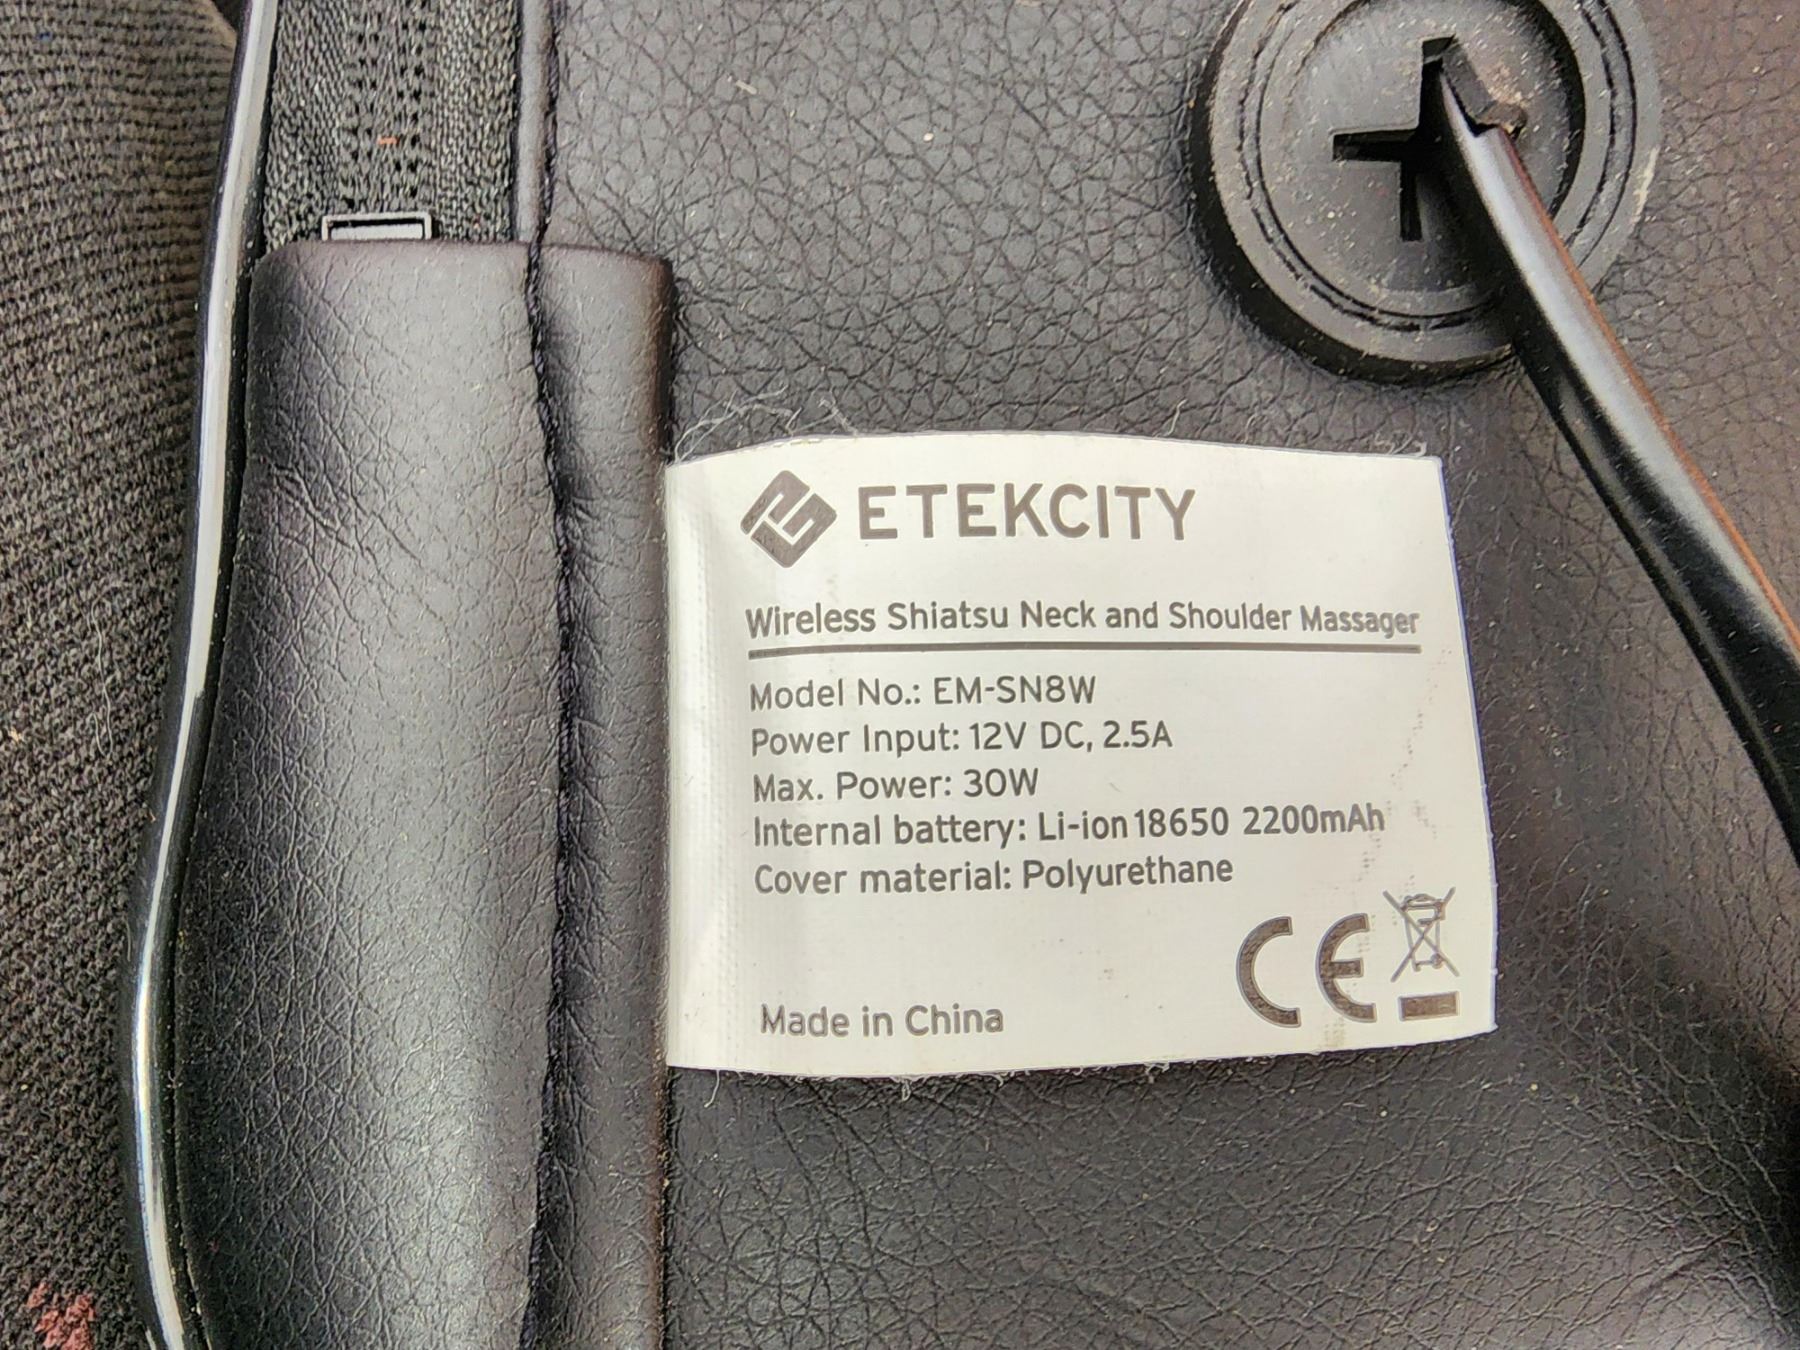 ETEKCITY
Wireless Shiatsu Neck and Shoulder Massager
Model No.: EM-SN8W
Power Input: 12V DC, 2.5A
Max. Power: 30W
Internal battery: Li-ion 18650 2200mAh
Cover material: Polyurethane
CE
Made in China